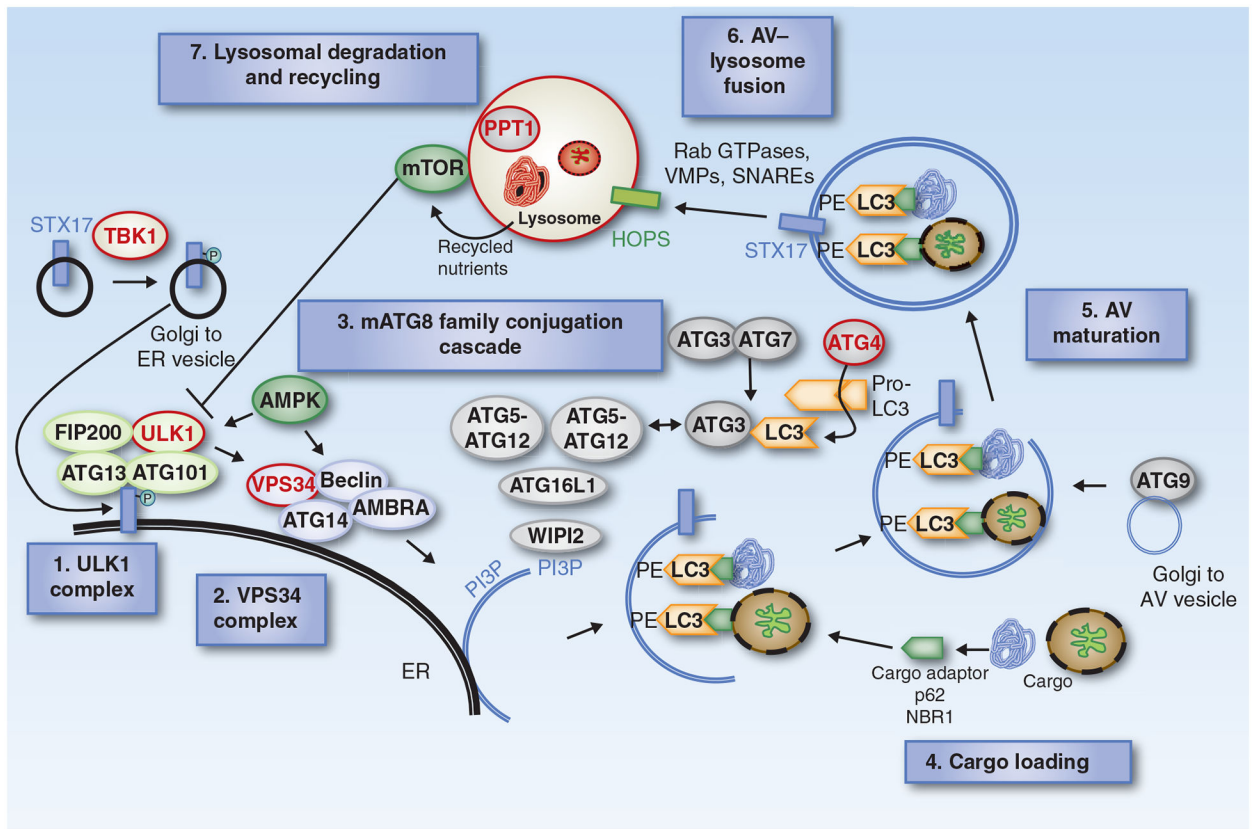 7. Lysosomal degradation
and recycling
6. AV–
lysosome
fusion
PPT1
mTOR
Lysosome
Recycled
nutrients
HOPS
Rab GTPases,
VMPs, SNAREs
STX17
PE
LC3
PE
LC3
STX17
TBK1
P
Golgi to
ER vesicle
3. mATG8 family conjugation
cascade
5. AV
maturation
ATG3
ATG7
ATG4
Pro-
LC3
AMPK
FIP200
ULK1
ATG13
ATG101
P
VPS34
Beclin
ATG14
AMBRA
ATG5-
ATG12
ATG5-
ATG12
ATG3
LC3
ATG16L1
WIPI2
PI3P
PI3P
1. ULK1
complex
2. VPS34
complex
ER
PE
LC3
PE
LC3
PE
LC3
PE
LC3
ATG9
Golgi to
AV vesicle
Cargo adaptor
p62
NBR1
Cargo
4. Cargo loading